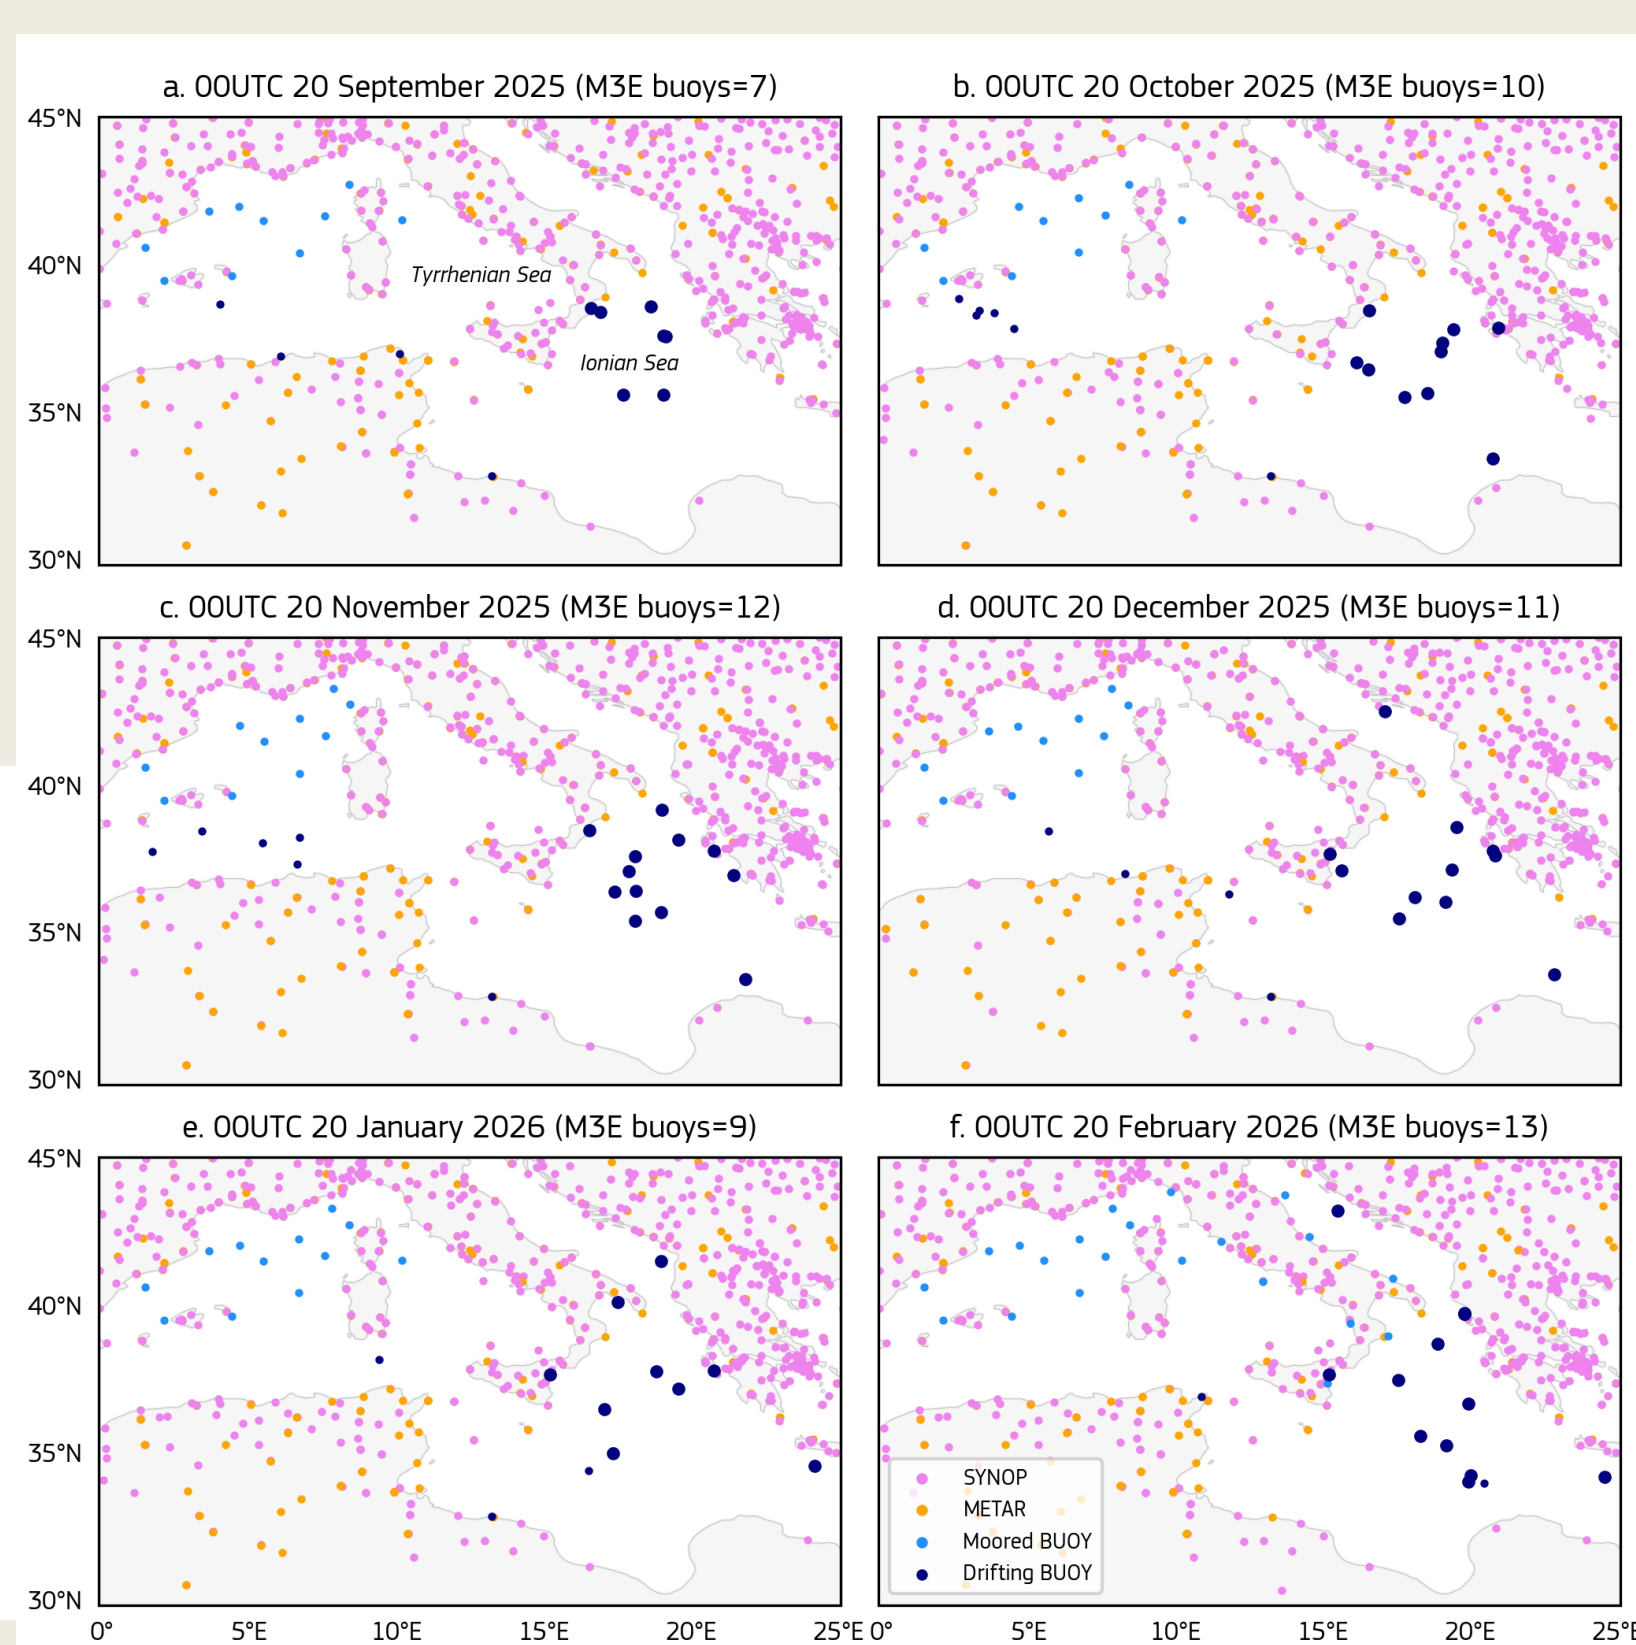 a. 00UTC 20 September 2025 (M3E buoys=7)
b. 00UTC 20 October 2025 (M3E buoys=10)
45°N
40°N
35°N
30°N
Tyrrhenian Sea
Ionian Sea
c. 00UTC 20 November 2025 (M3E buoys=12)
d. 00UTC 20 December 2025 (M3E buoys=11)
45°N
40°N
35°N
30°N
e. 00UTC 20 January 2026 (M3E buoys=9)
f. 00UTC 20 February 2026 (M3E buoys=13)
45°N
40°N
35°N
30°N
SYNOP
METAR
Moored BUOY
Drifting BUOY
0° 5°E 10°E 15°E 20°E 25°E 0° 5°E 10°E 15°E 20°E 25°E